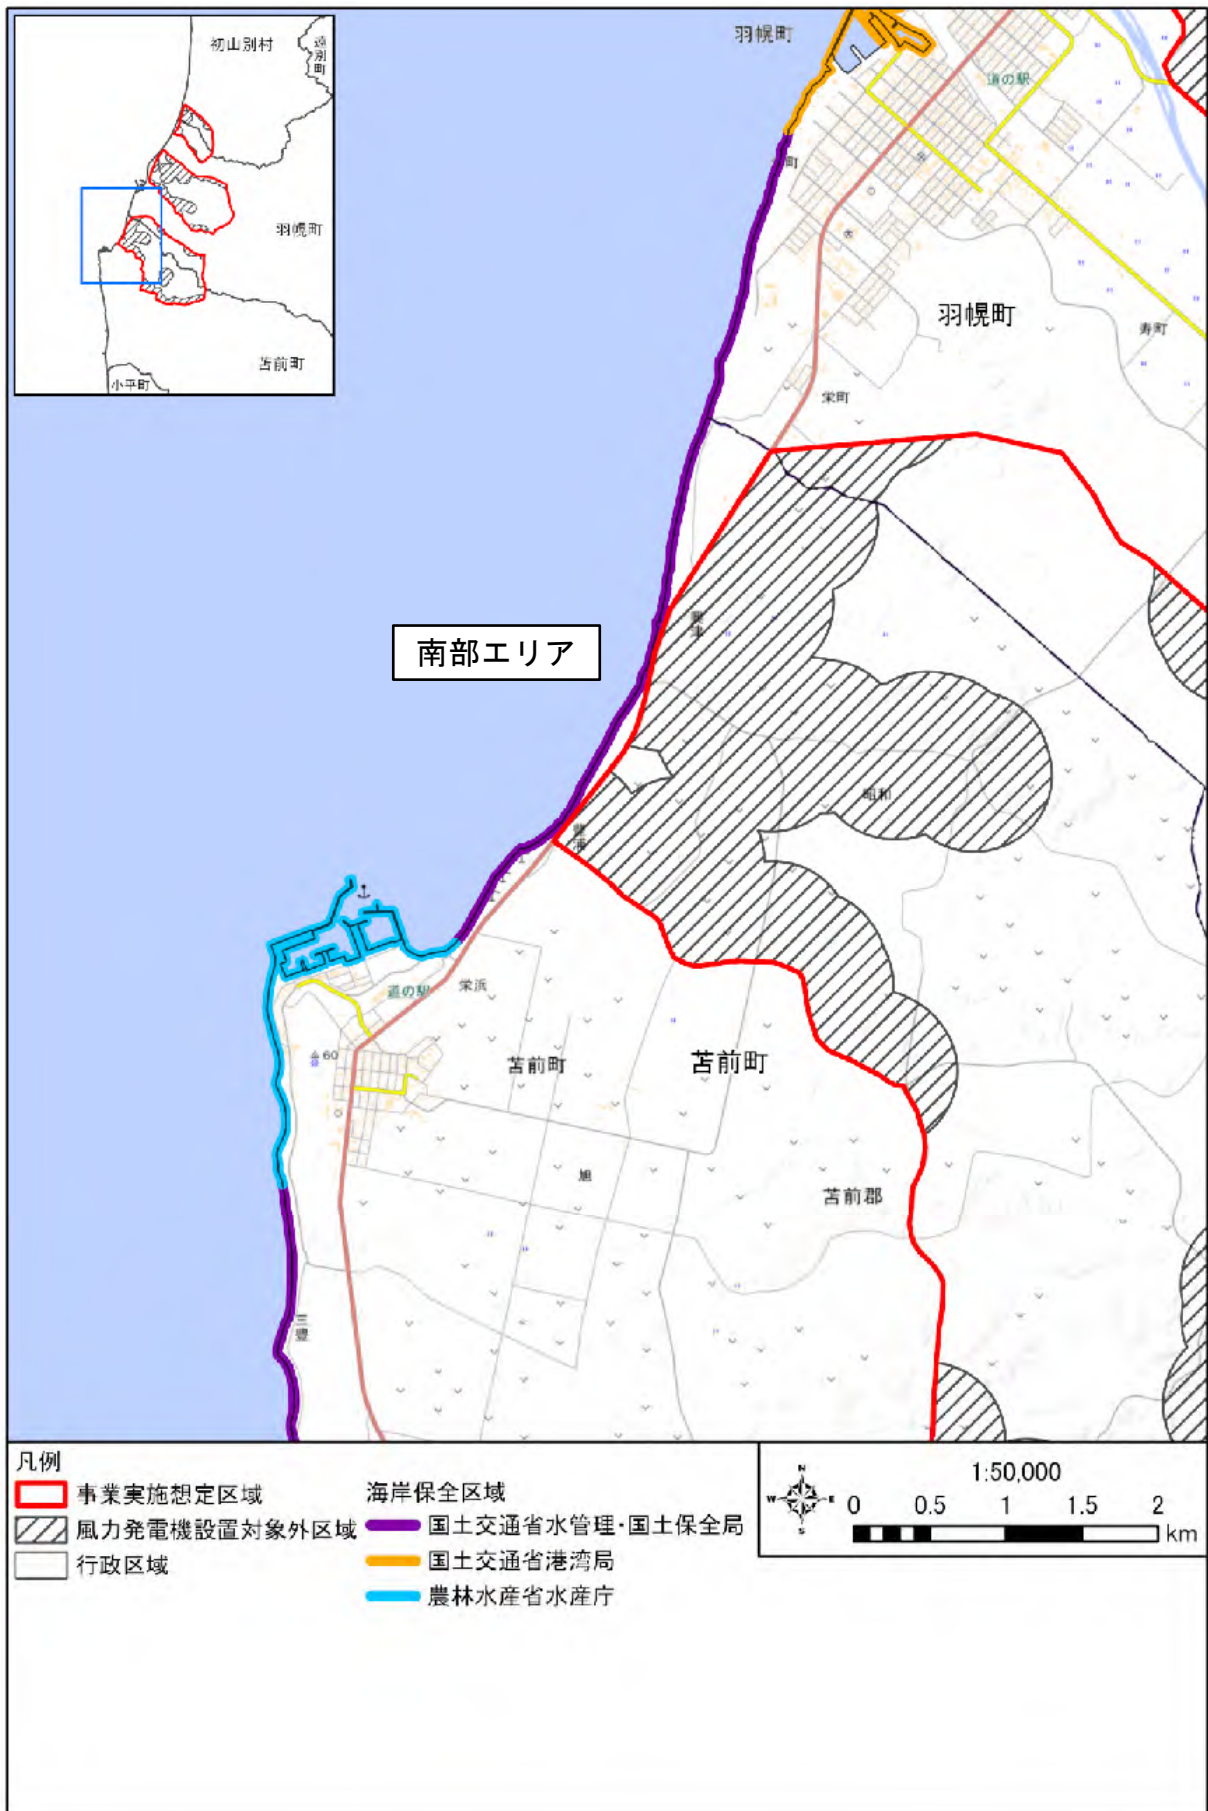 初山別村
遠別町
羽幌町
苫前町
小平町
羽幌町
道の駅
町
羽幌町
寿町
栄町
南部エリア
昭和
豊浦
道の駅
栄浜
60
苫前町
苫前町
旭
苫前郡
三豊
凡例
事業実施想定区域
風力発電機設置対象外区域
行政区域
海岸保全区域
国土交通省水管理・国土保全局
国土交通省港湾局
農林水産省水産庁
N
W
E
S
1:50,000
0 0.5 1 1.5 2
km